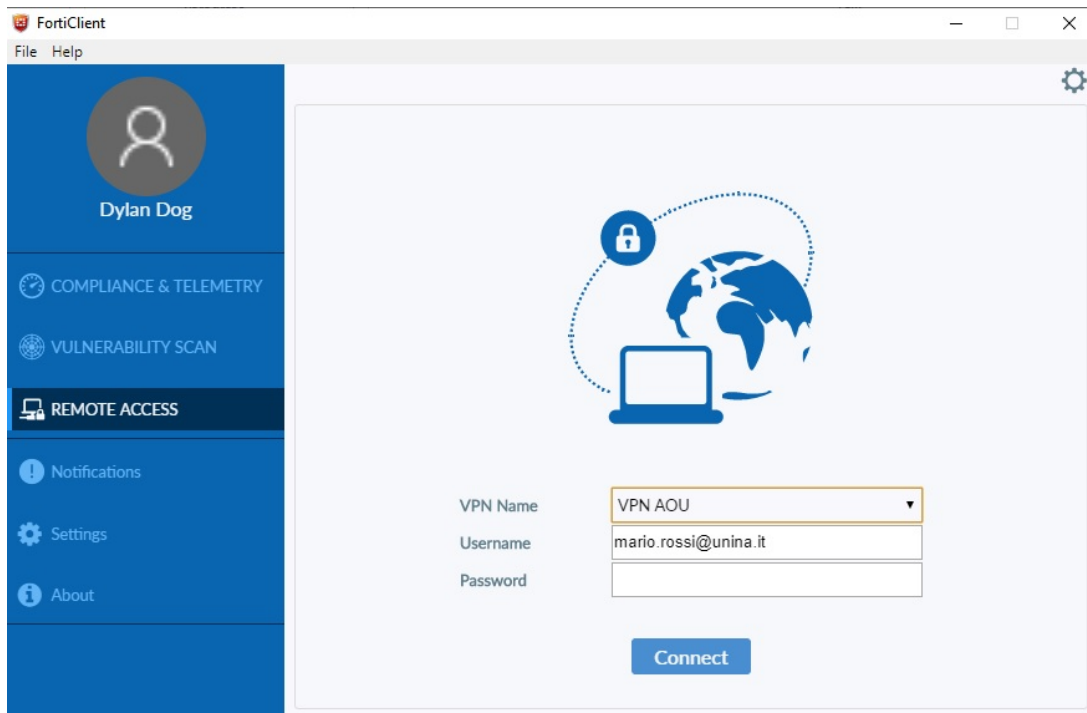 FortiClient
File Help
Dylan Dog
COMPLIANCE & TELEMETRY
VULNERABILITY SCAN
REMOTE ACCESS
Notifications
Settings
About
VPN Name VPN AOU
Username mario.rossi@unina.it
Password
Connect